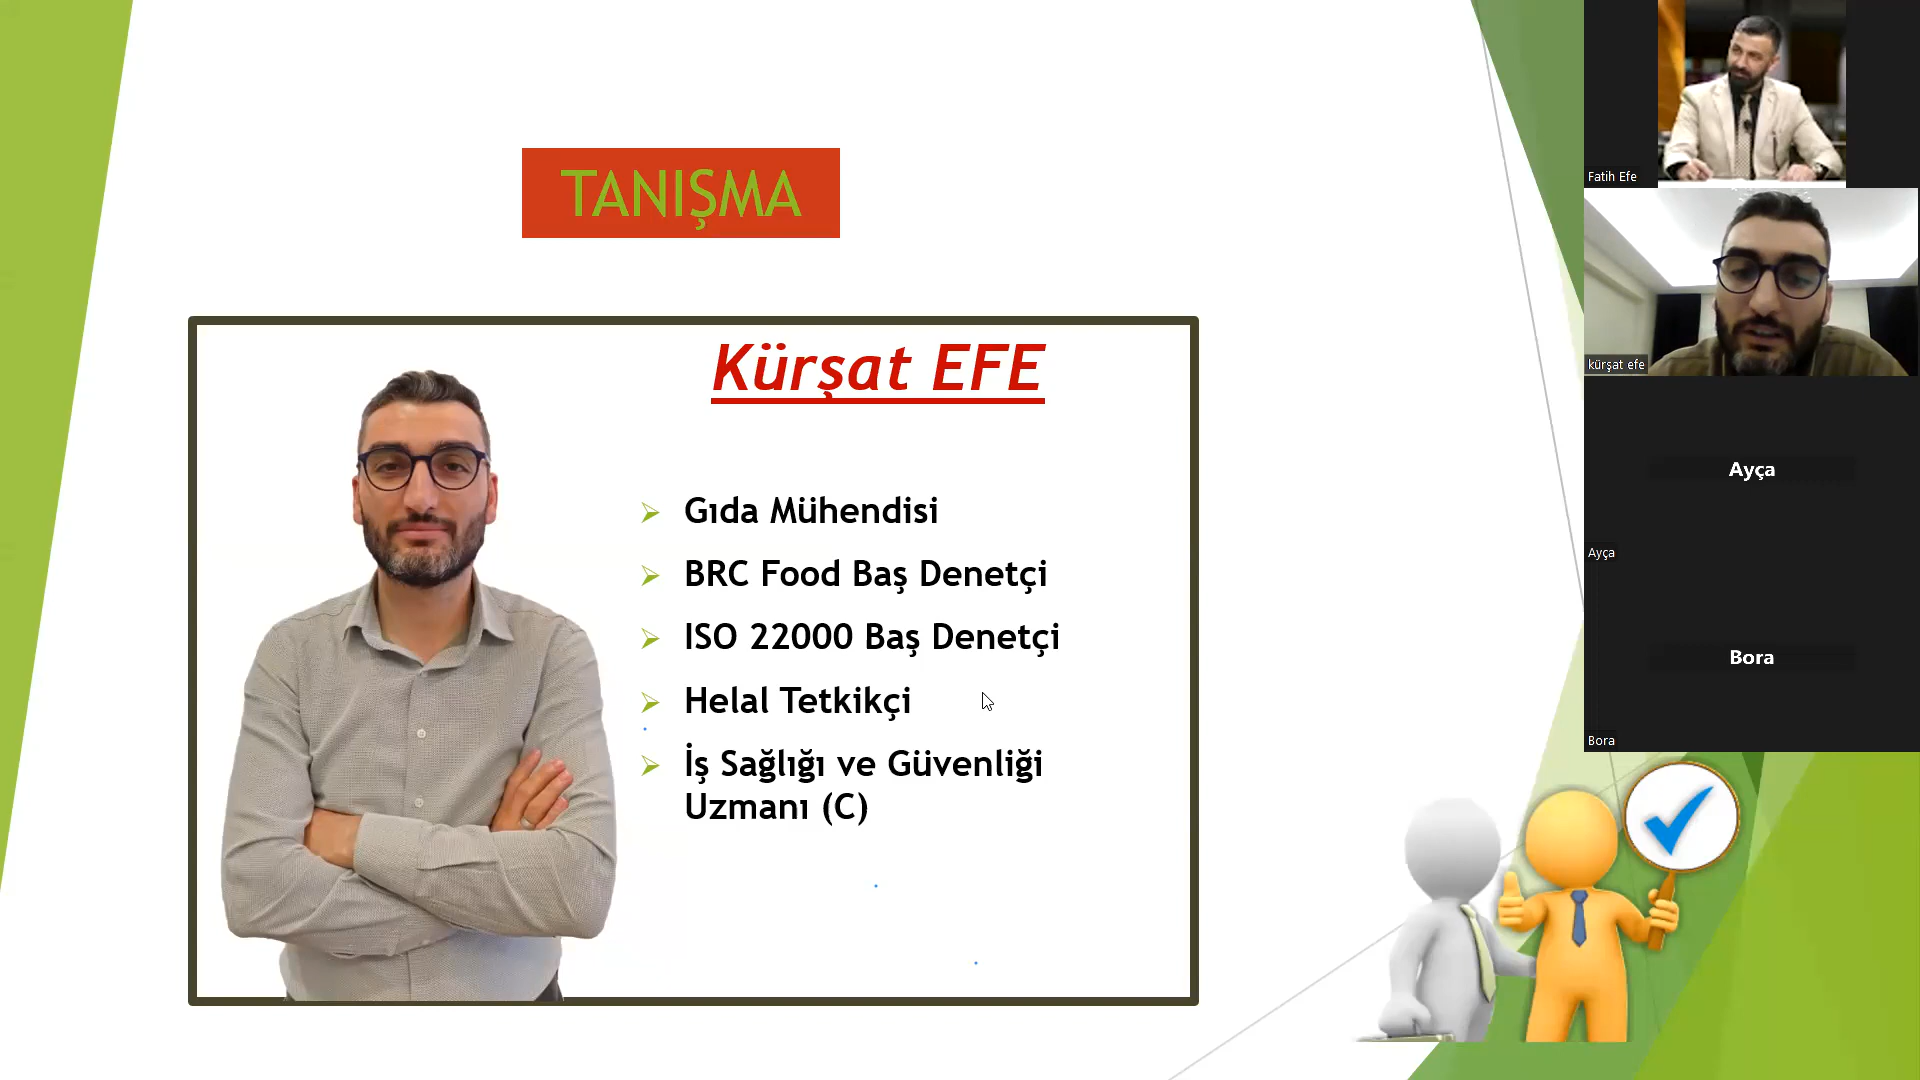 TANIŞMA
Kürşat EFE
Gıda Mühendisi
BRC Food Baş Denetçi
ISO 22000 Baş Denetçi
Helal Tetkikçi
İş Sağlığı ve Güvenliği
Uzmanı (C)
Fatih Efe
kürşat efe
Ayça
Ayça
Bora
Bora